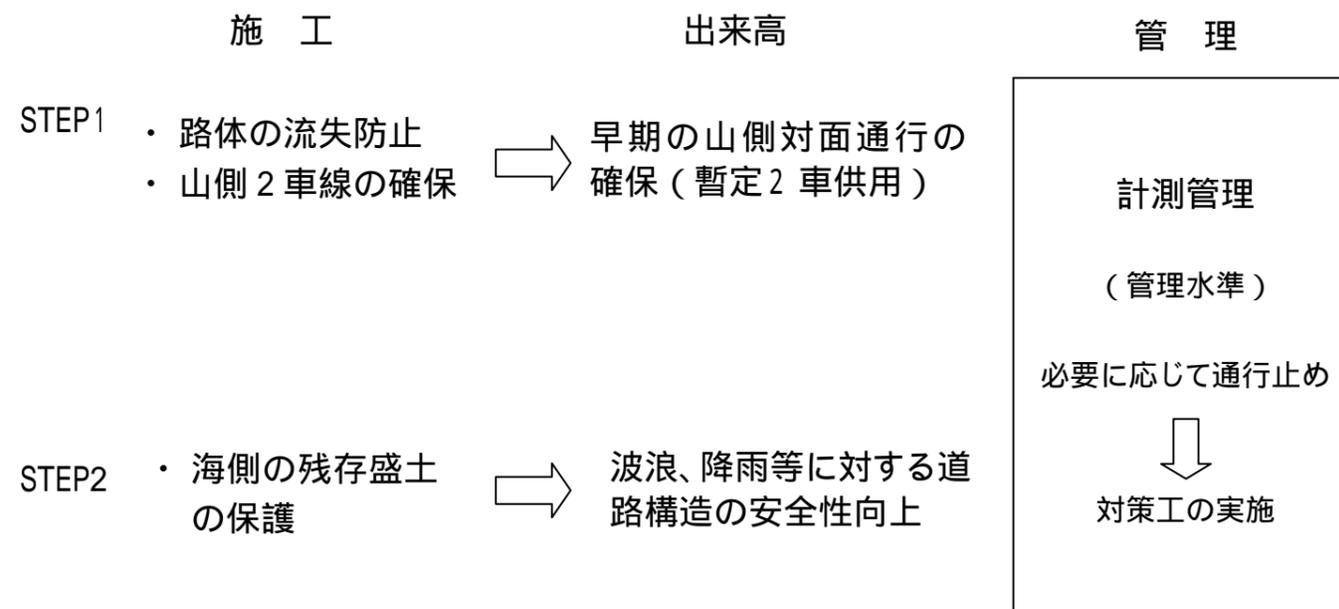 施　工
出来高
管　理
STEP1
・ 路体の流失防止
・ 山側2車線の確保
早期の山側対面通行の
確保（暫定2 車供用）
STEP2
・ 海側の残存盛土
の保護
波浪、降雨等に対する道
路構造の安全性向上
計測管理
（管理水準）
必要に応じて通行止め
対策工の実施